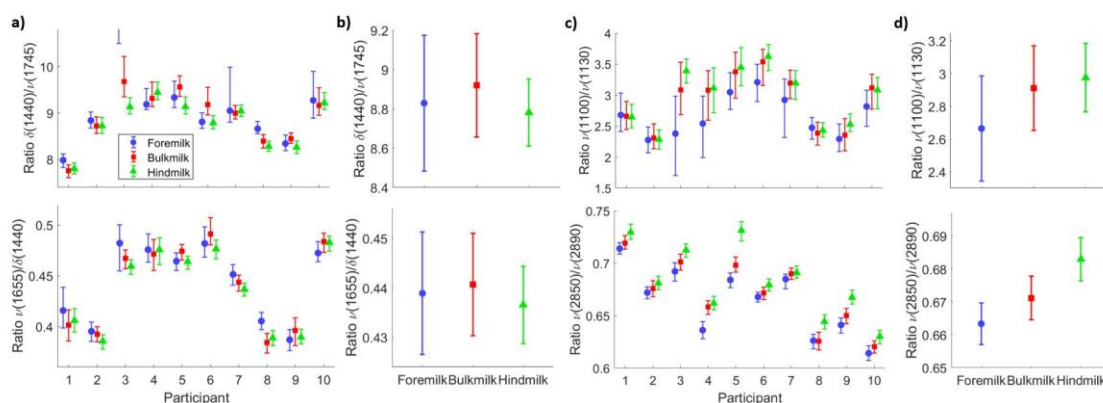 a)
Ratio δ(1440)/ν(1745)
10
9
8
Foremilk
Bulkmilk
Hindmilk
b)
Ratio δ(1440)/ν(1745)
9.2
9
8.8
8.6
8.4
c)
Ratio ν(1100)/ν(1130)
4
3.5
3
2.5
2
1.5
d)
Ratio ν(1100)/ν(1130)
3.2
3
2.8
2.6
2.4
Ratio ν(1655)/δ(1440)
0.5
0.45
0.4
1 2 3 4 5 6 7 8 9 10
Participant
Ratio ν(1655)/δ(1440)
0.45
0.44
0.43
Foremilk Bulkmilk Hindmilk
Ratio ν(2850)/ν(2890)
0.75
0.7
0.65
0.6
1 2 3 4 5 6 7 8 9 10
Participant
Ratio ν(2850)/ν(2890)
0.69
0.68
0.67
0.66
0.65
Foremilk Bulkmilk Hindmilk